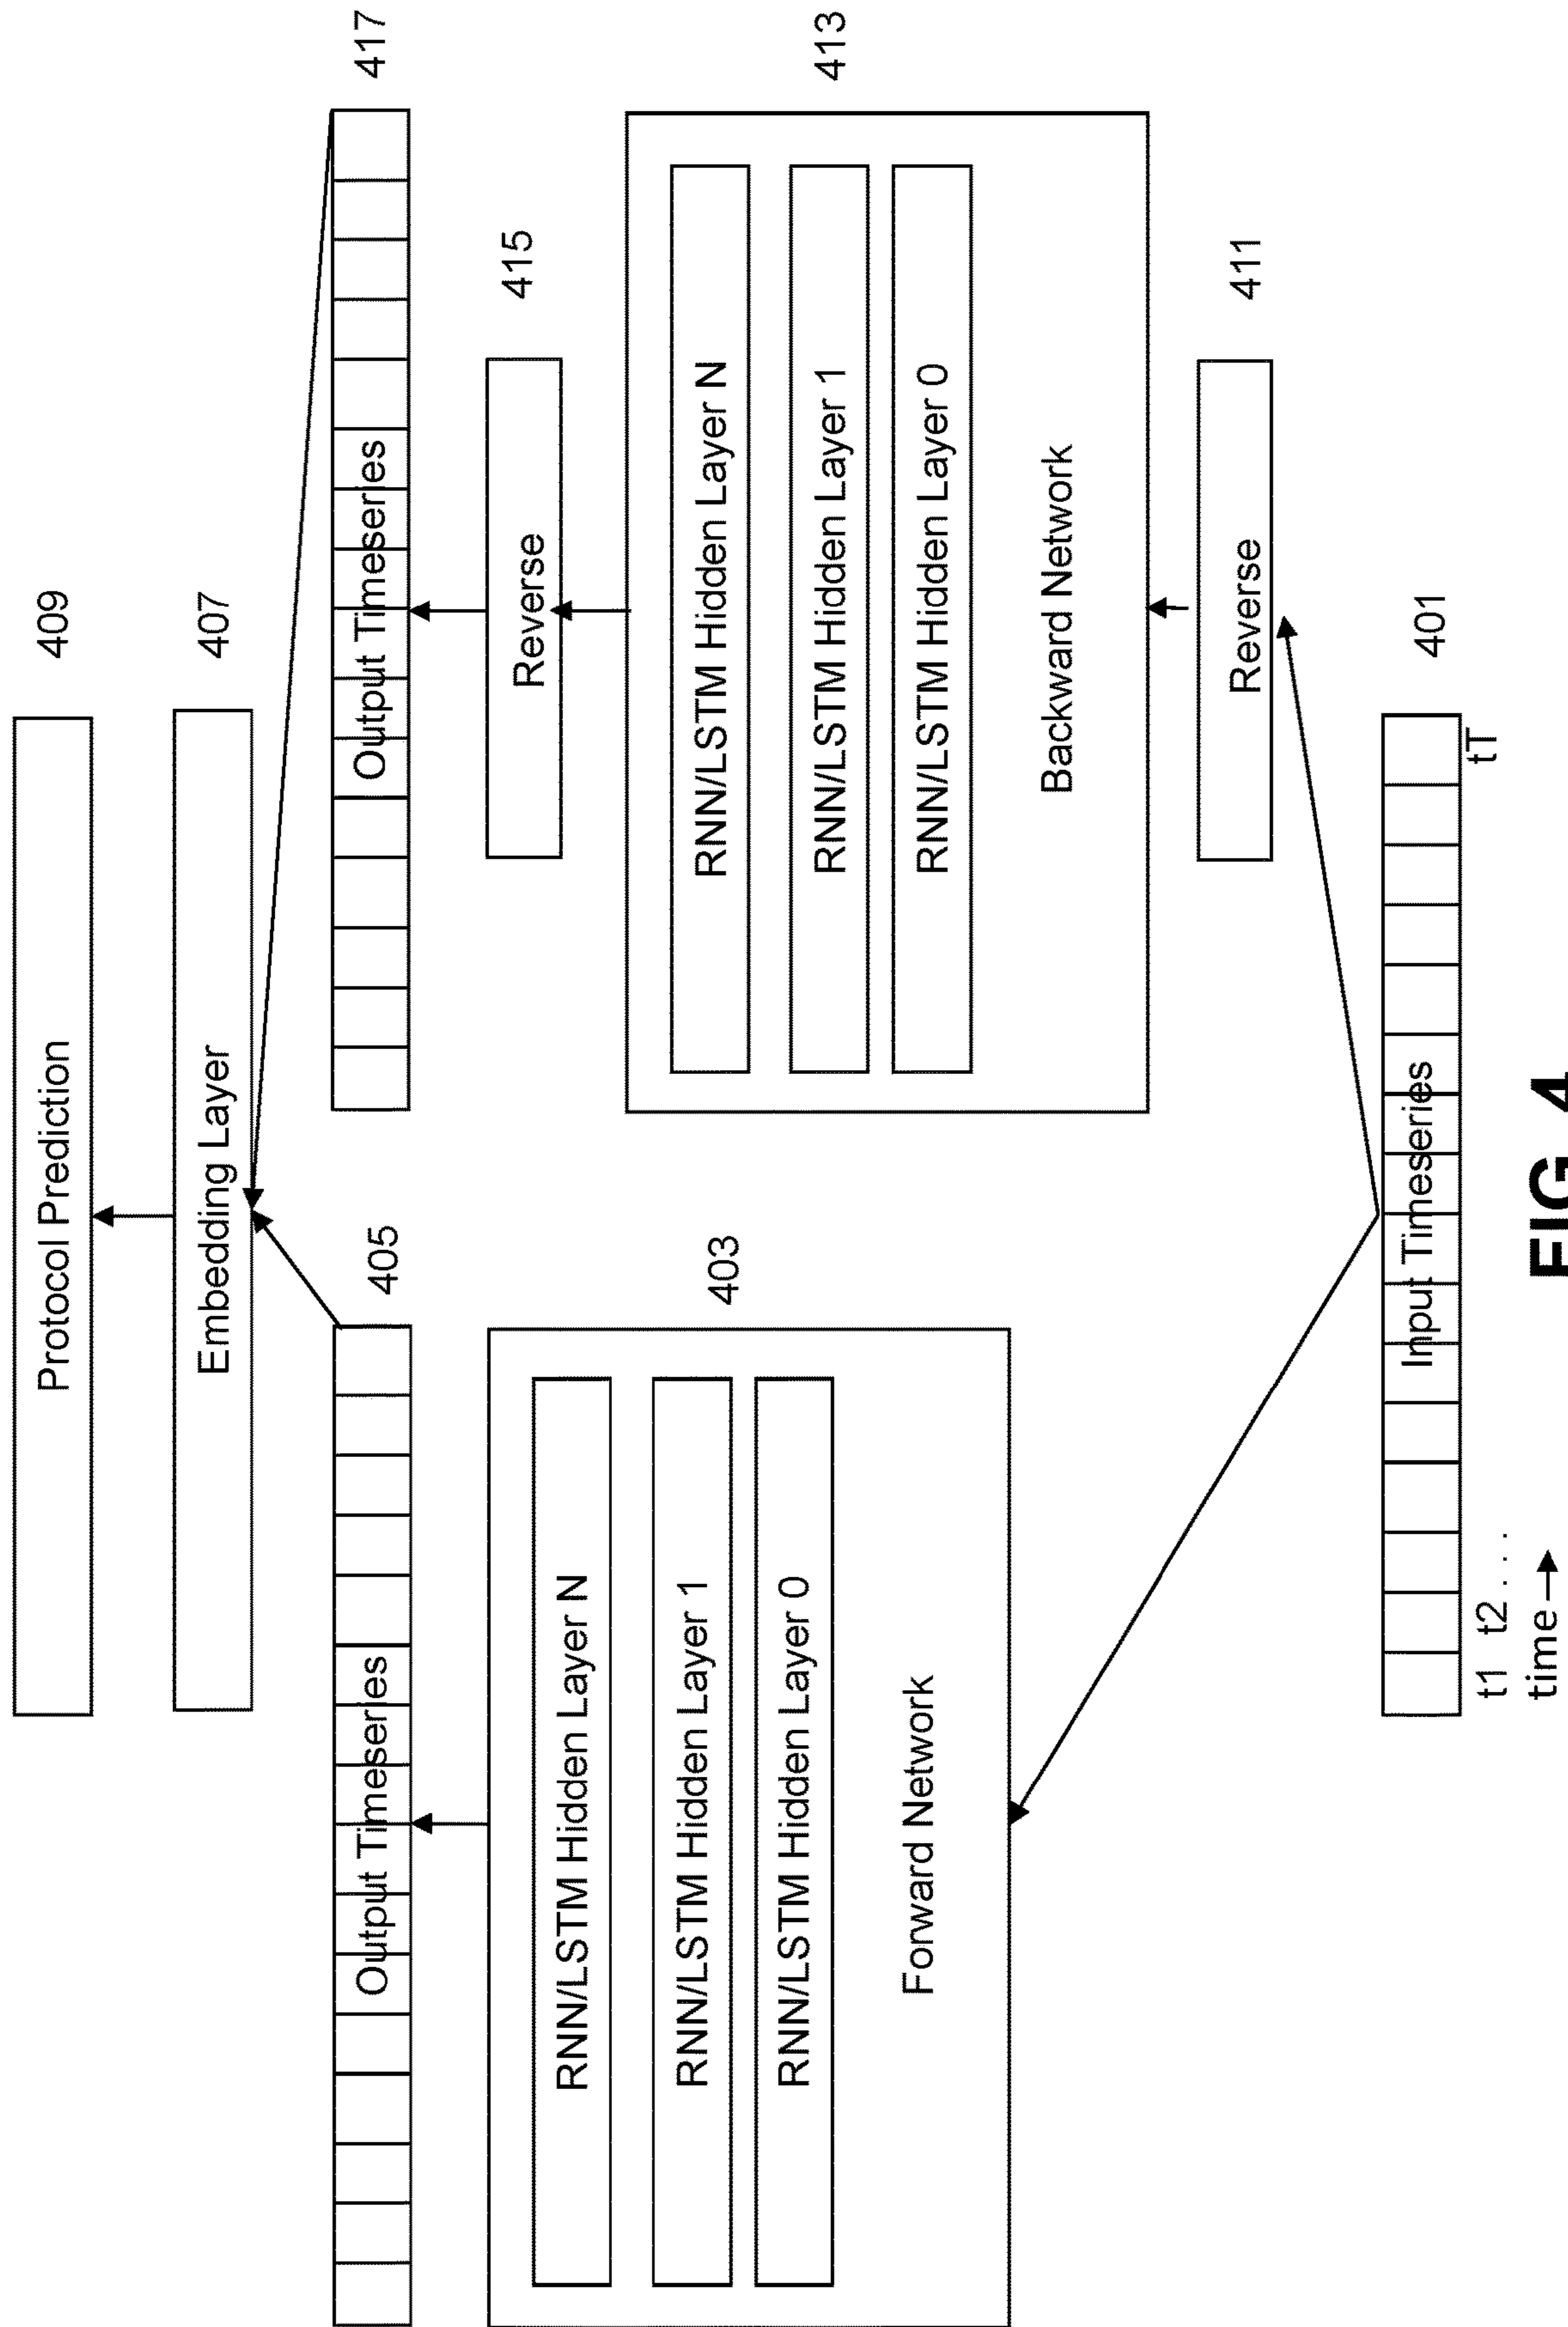 409
Protocol Prediction
407
Embedding Layer
405
Output Timeseries
417
Output Timeseries
415
Reverse
403
RNN/LSTM Hidden Layer N
RNN/LSTM Hidden Layer 1
RNN/LSTM Hidden Layer 0
Forward Network
413
RNN/LSTM Hidden Layer N
RNN/LSTM Hidden Layer 1
RNN/LSTM Hidden Layer 0
Backward Network
411
Reverse
401
Input Timeseries
t1 t2 . . . tT
time →
FIG. 4